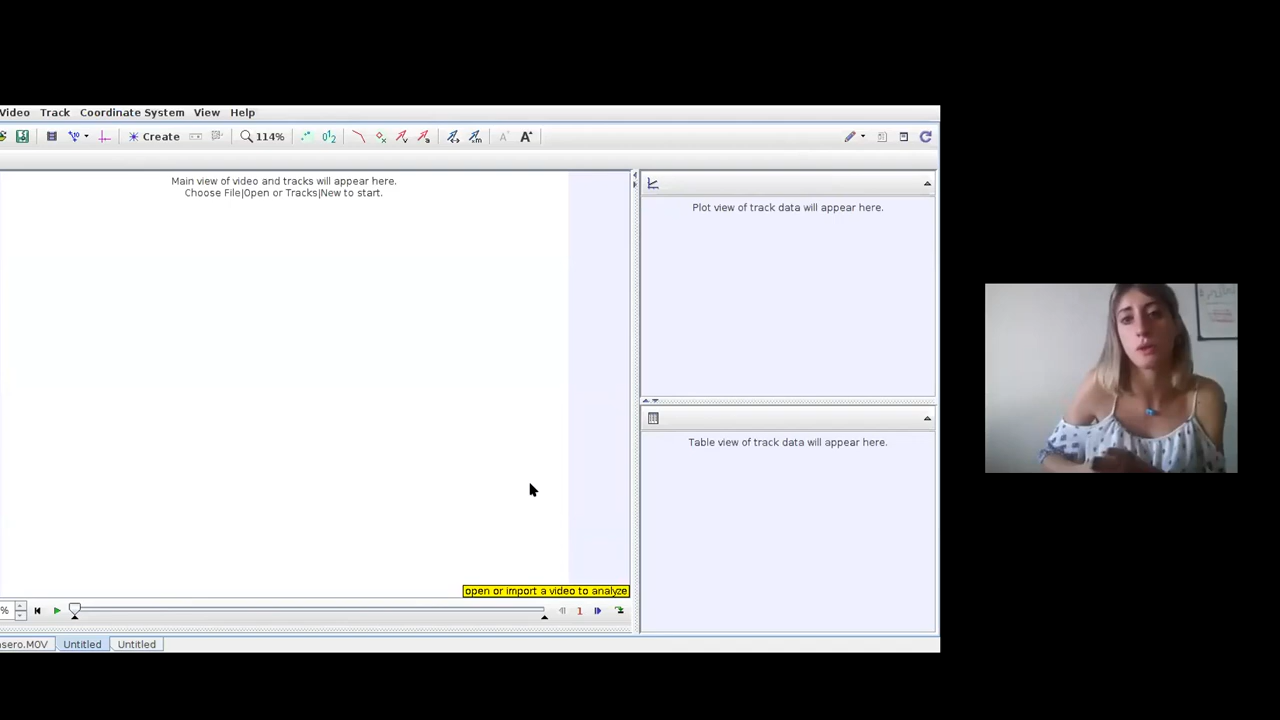 Video Track Coordinate System View Help
Create 114%
Main view of video and tracks will appear here.
Choose File|Open or Tracks|New to start.
Plot view of track data will appear here.
Table view of track data will appear here.
open or import a video to analyze
% 1
sero.MOV Untitled Untitled